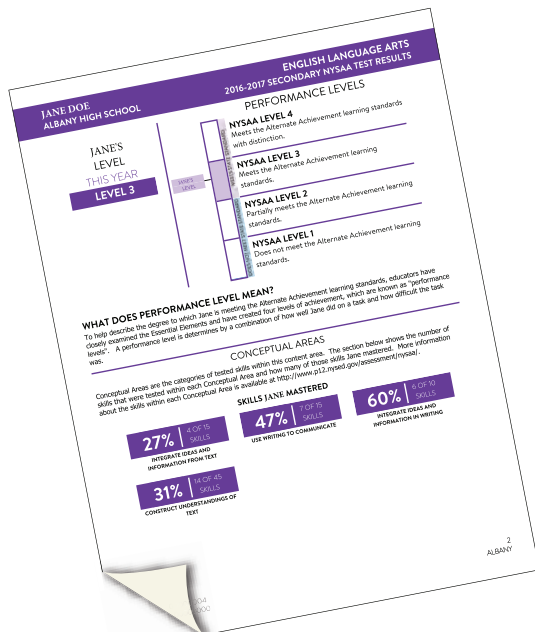 JANE DOE
ALBANY HIGH SCHOOL
ENGLISH LANGUAGE ARTS
2016-2017 SECONDARY NYSAA TEST RESULTS
JANE'S
LEVEL
THIS YEAR
LEVEL 3
JANE'S
LEVEL
PERFORMANCE LEVELS
NYSAA LEVEL 4
Meets the Alternate Achievement learning standards
with distinction.
NYSAA LEVEL 3
Meets the Alternate Achievement learning
standards.
NYSAA LEVEL 2
Partially meets the Alternate Achievement learning
standards.
NYSAA LEVEL 1
Does not meet the Alternate Achievement learning
standards.
WHAT DOES PERFORMANCE LEVEL MEAN?
To help describe the degree to which Jane is meeting the Alternate Achievement learning standards, educators have
closely examined the Essential Elements and have created four levels of achievement, which are known as "performance
levels". A performance level is determines by a combination of how well Jane did on a task and how difficult the task
was.
CONCEPTUAL AREAS
Conceptual Areas are the categories of tested skills within this content area. The section below shows the number of
skills that were tested within each Conceptual Area and how many of those skills Jane mastered. More information
about the skills within each Conceptual Area is available at http://www.p12.nysed.gov/assessment/nysaa/.
SKILLS JANE MASTERED
27% 4 OF 15
SKILLS
INTEGRATE IDEAS AND
INFORMATION FROM TEXT
47% 7 OF 15
SKILLS
USE WRITING TO COMMUNICATE
60% 6 OF 10
SKILLS
INTEGRATE IDEAS AND
INFORMATION IN WRITING
31% 14 OF 45
SKILLS
CONSTRUCT UNDERSTANDINGS OF
TEXT
2
ALBANY